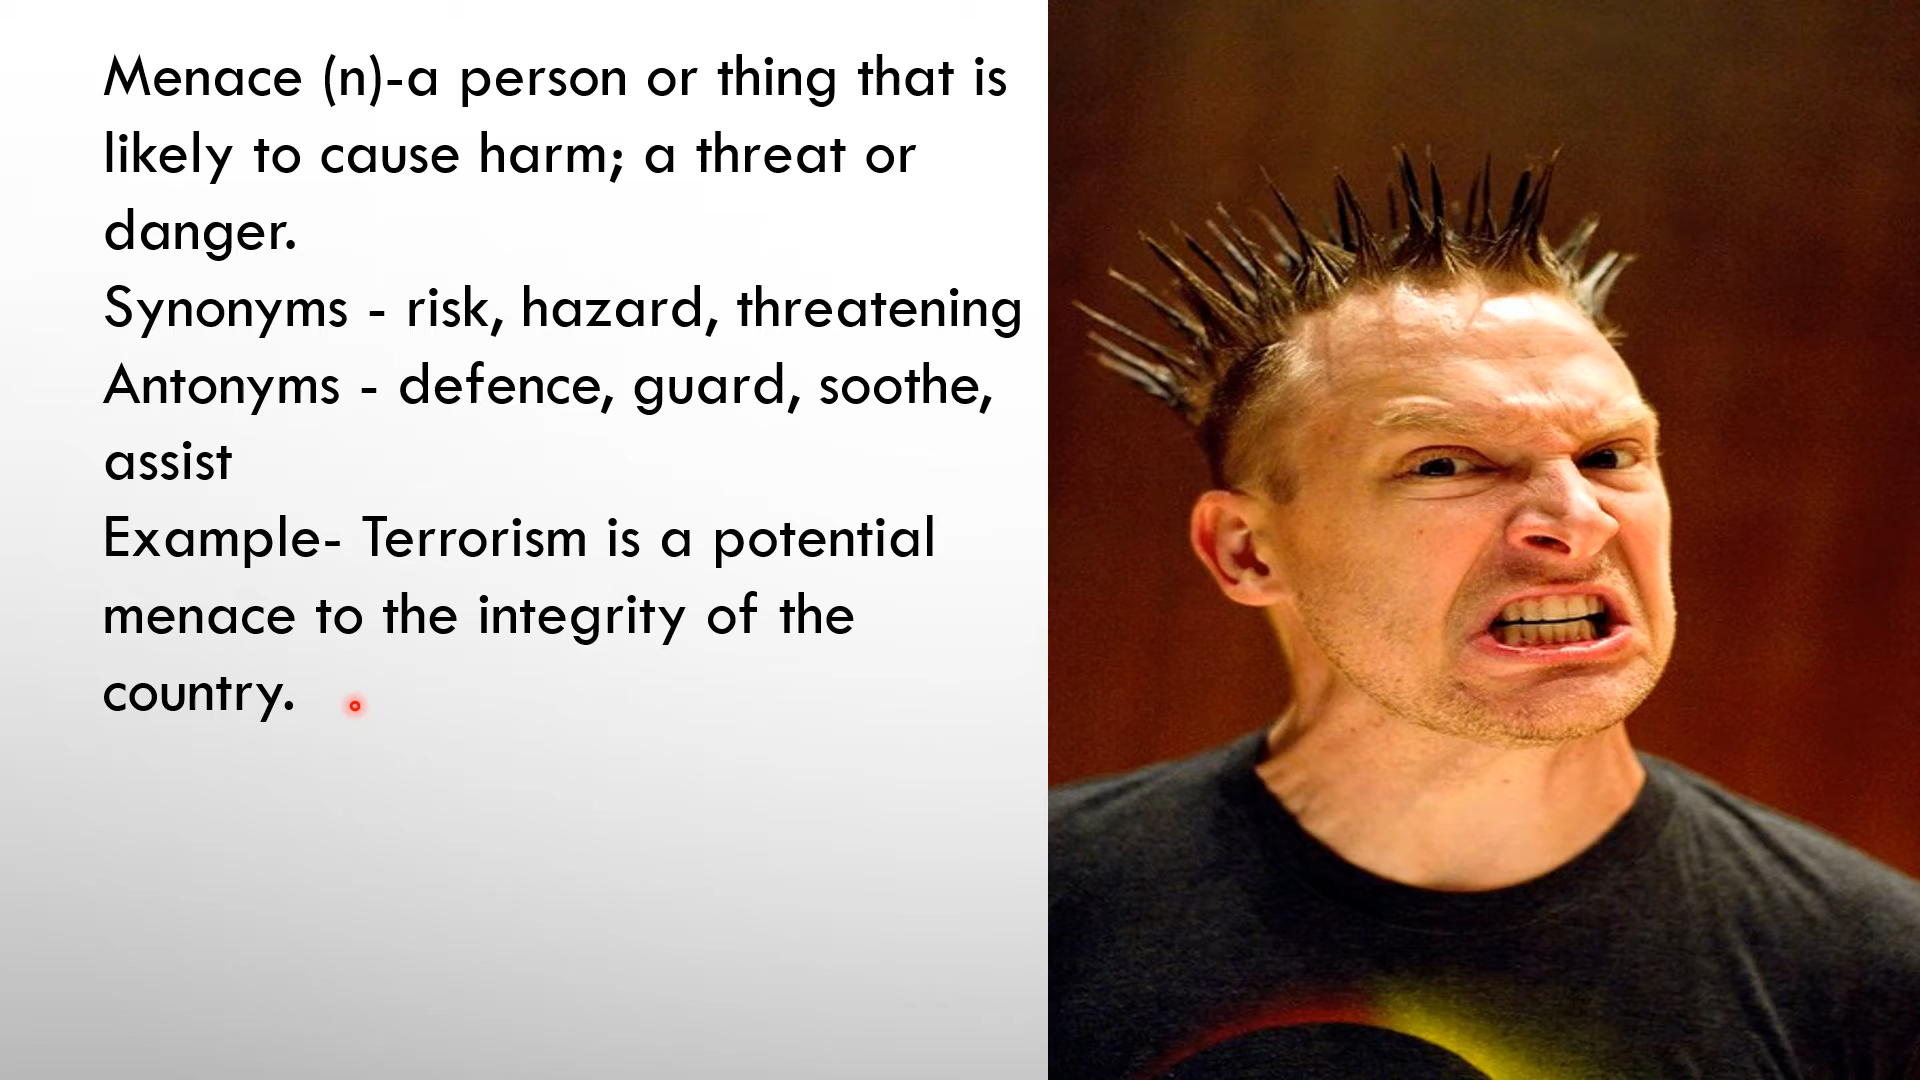 Menace (n)-a person or thing that is
likely to cause harm; a threat or
danger.
Synonyms - risk, hazard, threatening
Antonyms - defence, guard, soothe,
assist
Example- Terrorism is a potential
menace to the integrity of the
country.